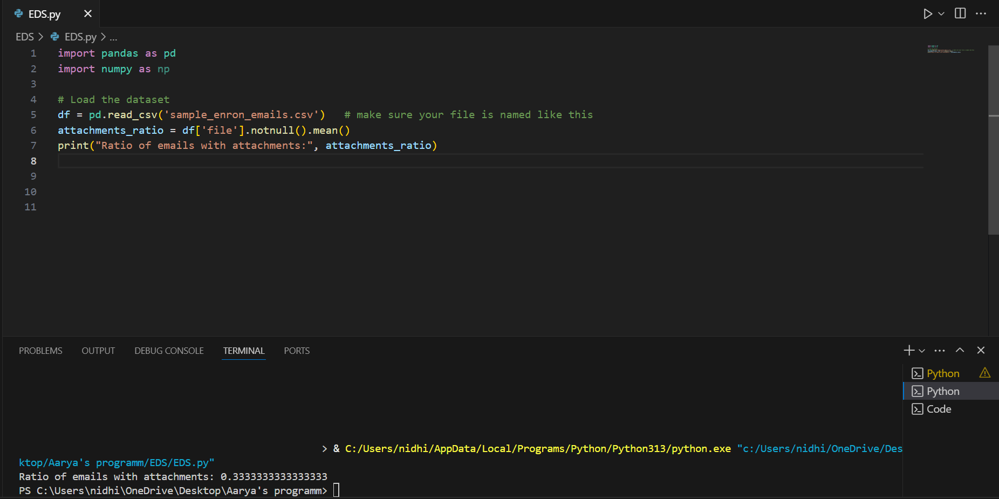 EDS.py
EDS > EDS.py > ...
1 import pandas as pd
2 import numpy as np
3
4 # Load the dataset
5 df = pd.read_csv('sample_enron_emails.csv')   # make sure your file is named like this
6 attachments_ratio = df['file'].notnull().mean()
7 print("Ratio of emails with attachments:", attachments_ratio)
8
9
10
11
PROBLEMS OUTPUT DEBUG CONSOLE TERMINAL PORTS
Python
Python
Code
> & C:/Users/nidhi/AppData/Local/Programs/Python/Python313/python.exe "c:/Users/nidhi/OneDrive/Des
ktop/Aarya's programm/EDS/EDS.py"
Ratio of emails with attachments: 0.3333333333333333
PS C:\Users\nidhi\OneDrive\Desktop\Aarya's programm>